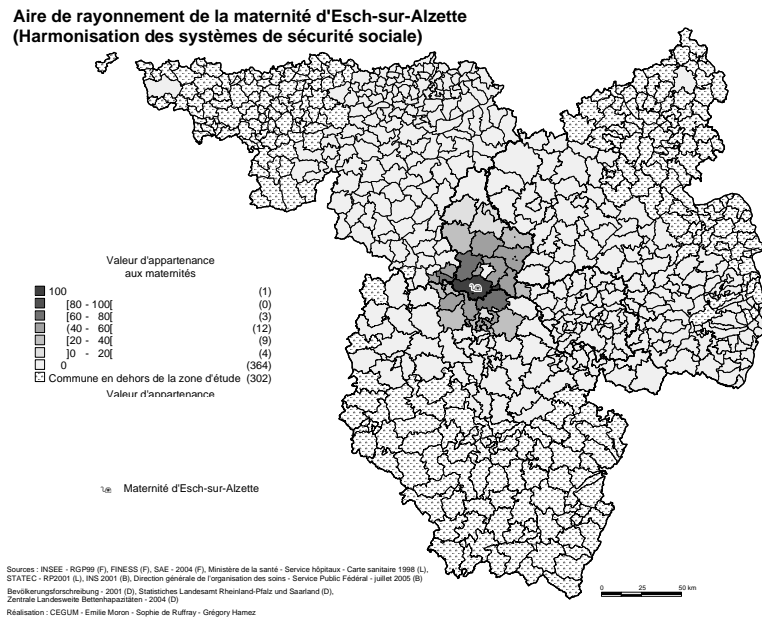 Aire de rayonnement de la maternité d'Esch-sur-Alzette
(Harmonisation des systèmes de sécurité sociale)
Valeur d'appartenance
aux maternités
100 (1)
[80 - 100[ (0)
[60 - 80[ (3)
(40 - 60[ (12)
[20 - 40[ (9)
]0 - 20[ (4)
0 (364)
Commune en dehors de la zone d'étude (302)
Valeur d'appartenance
Maternité d'Esch-sur-Alzette
Sources : INSEE - RGP99 (F), FINESS (F), SAE - 2004 (F), Ministère de la santé - Service hôpitaux - Carte sanitaire 1998 (L),
STATEC - RP2001 (L), INS 2001 (B), Direction générale de l'organisation des soins - Service Public Fédéral - juillet 2005 (B)
Bevölkerungsforschreibung - 2001 (D), Statistiches Landesamt Rheinland-Pfalz und Saarland (D),
Zentrale Landesweite Bettenhapazitäten - 2004 (D)
Réalisation : CEGUM - Emilie Moron - Sophie de Ruffray - Grégory Hamez
0 25 50 km